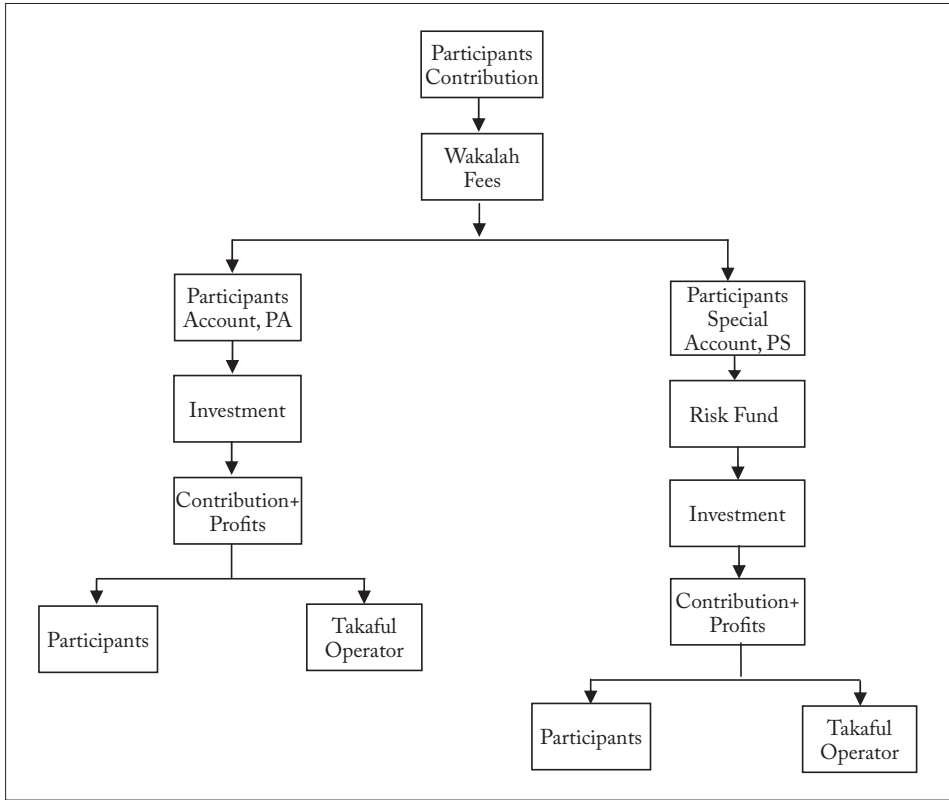 Participants
Contribution
Wakalah
Fees
Participants
Account, PA
Investment
Contribution+
Profits
Participants
Takaful
Operator
Participants
Special
Account, PS
Risk Fund
Investment
Contribution+
Profits
Participants
Takaful
Operator